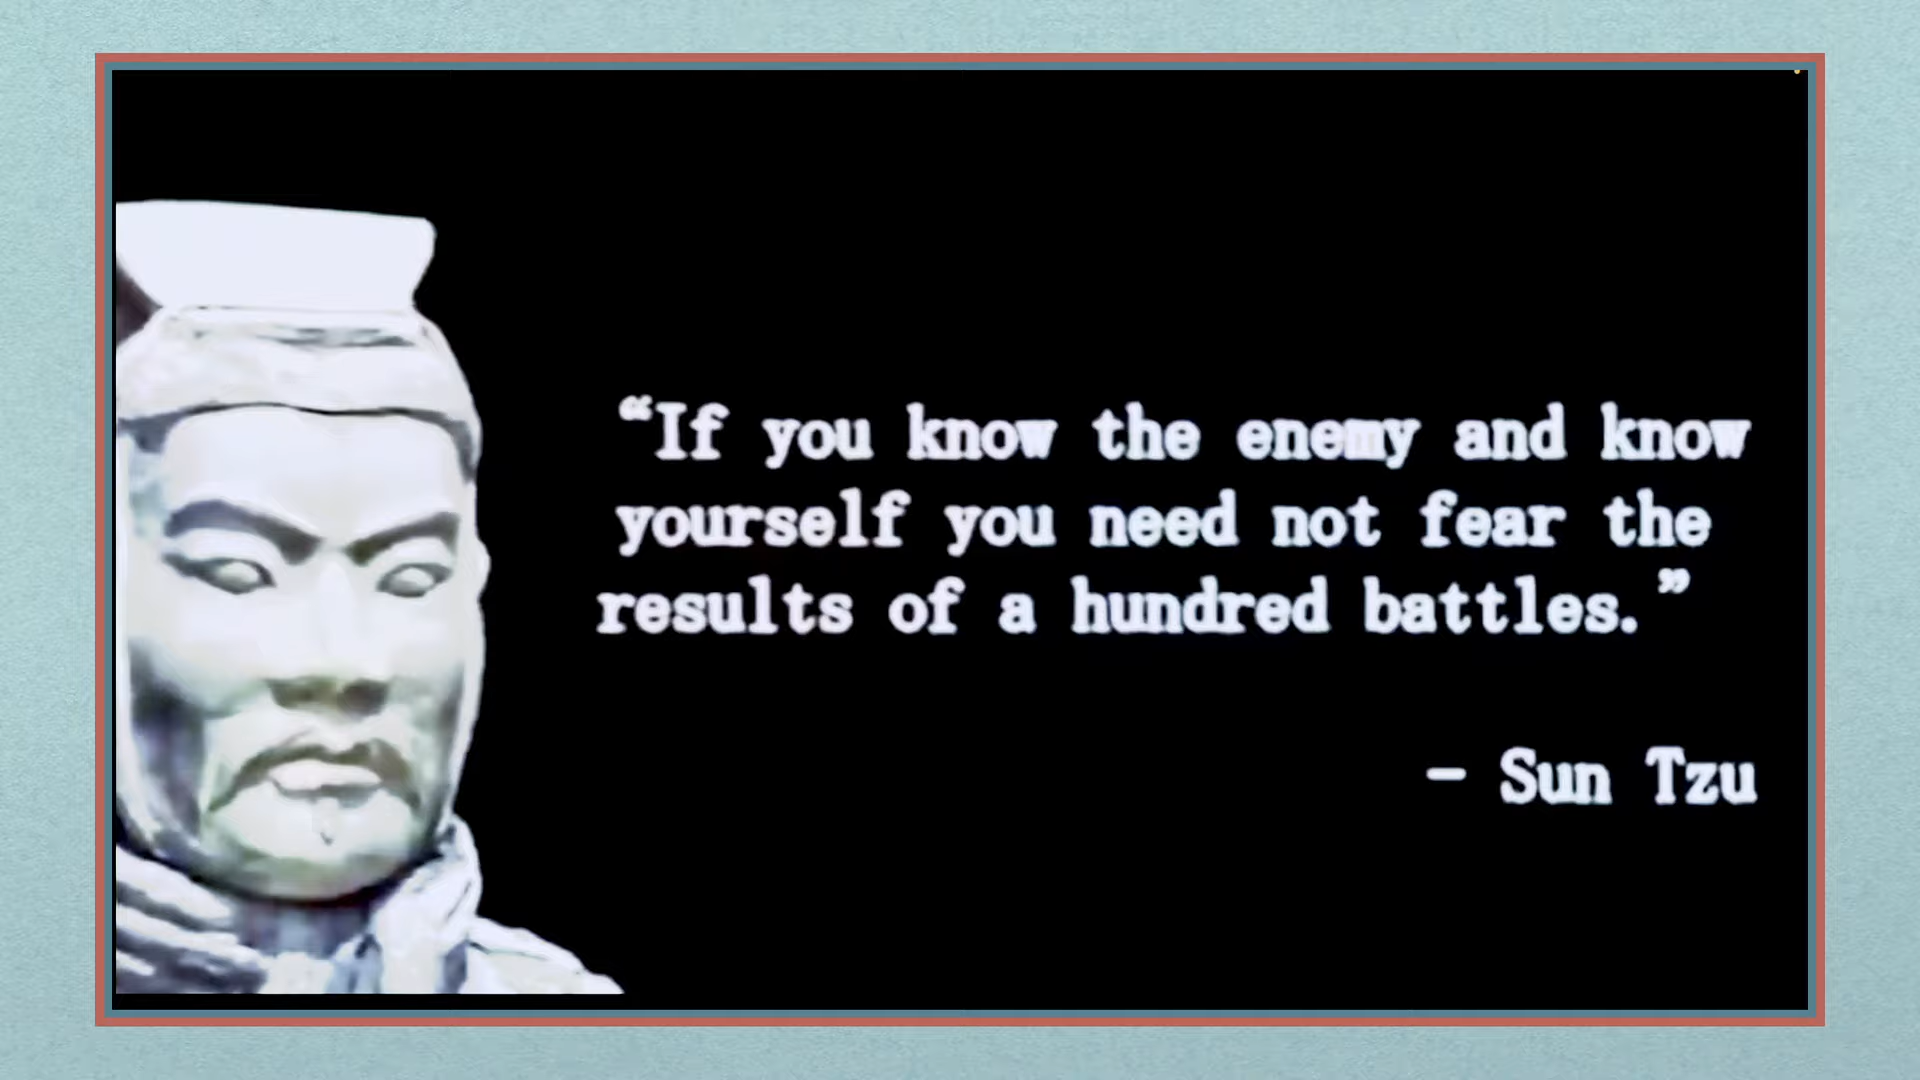 “If you know the enemy and know
yourself you need not fear the
results of a hundred battles.”
- Sun Tzu